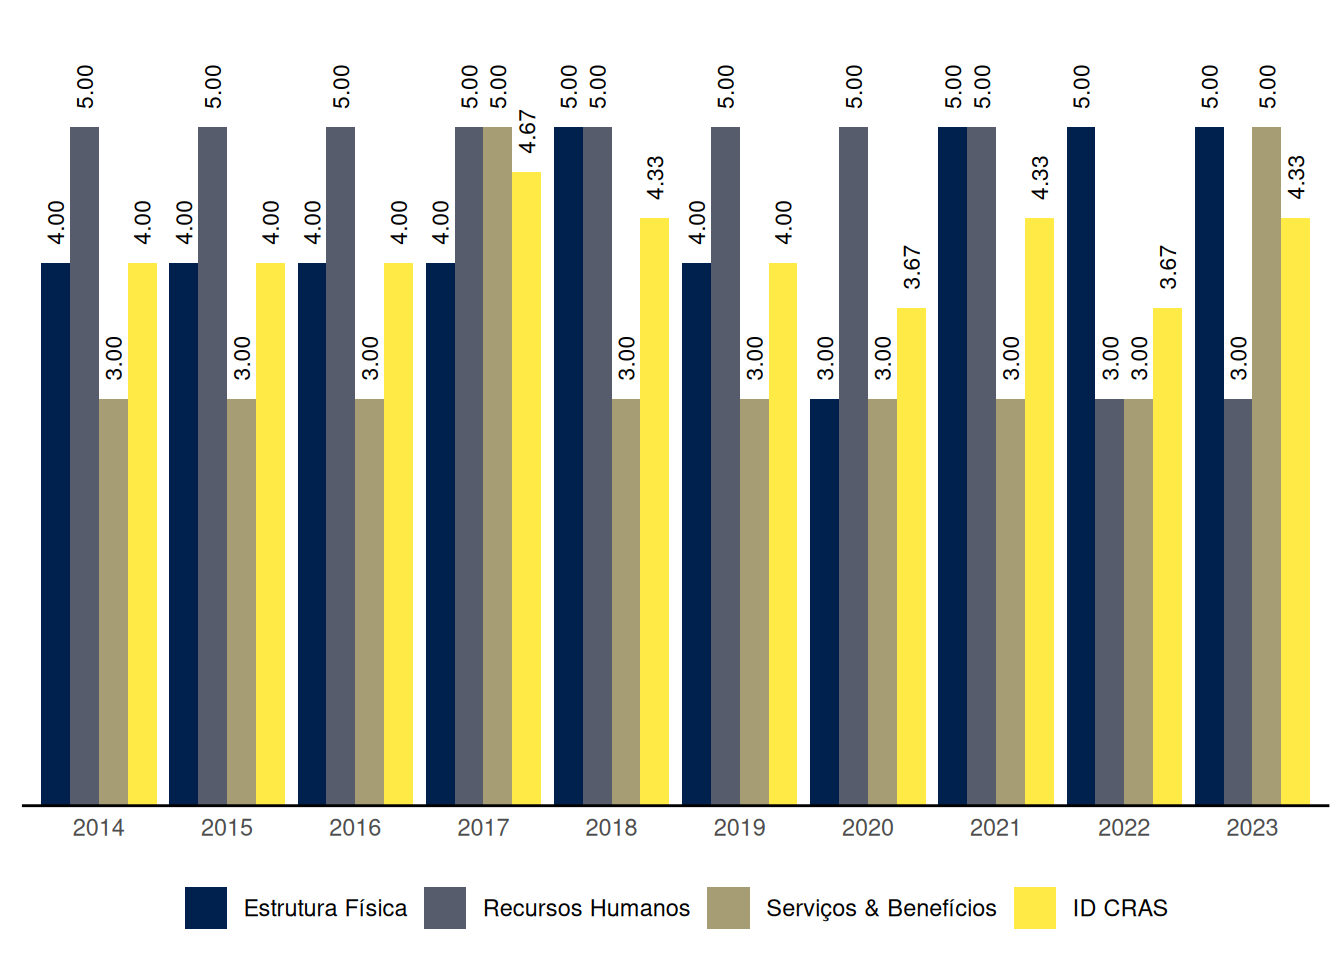 4.00 5.00 3.00 4.00 4.00 5.00 3.00 4.00 4.00 5.00 3.00 4.00 4.00 5.00 5.00 4.67 5.00 5.00 3.00 4.33 4.00 5.00 3.00 4.00 3.00 5.00 3.00 3.67 5.00 5.00 3.00 4.33 5.00 3.00 3.00 3.67 5.00 3.00 5.00 4.33
2014 2015 2016 2017 2018 2019 2020 2021 2022 2023
Estrutura Física Recursos Humanos Serviços & Benefícios ID CRAS